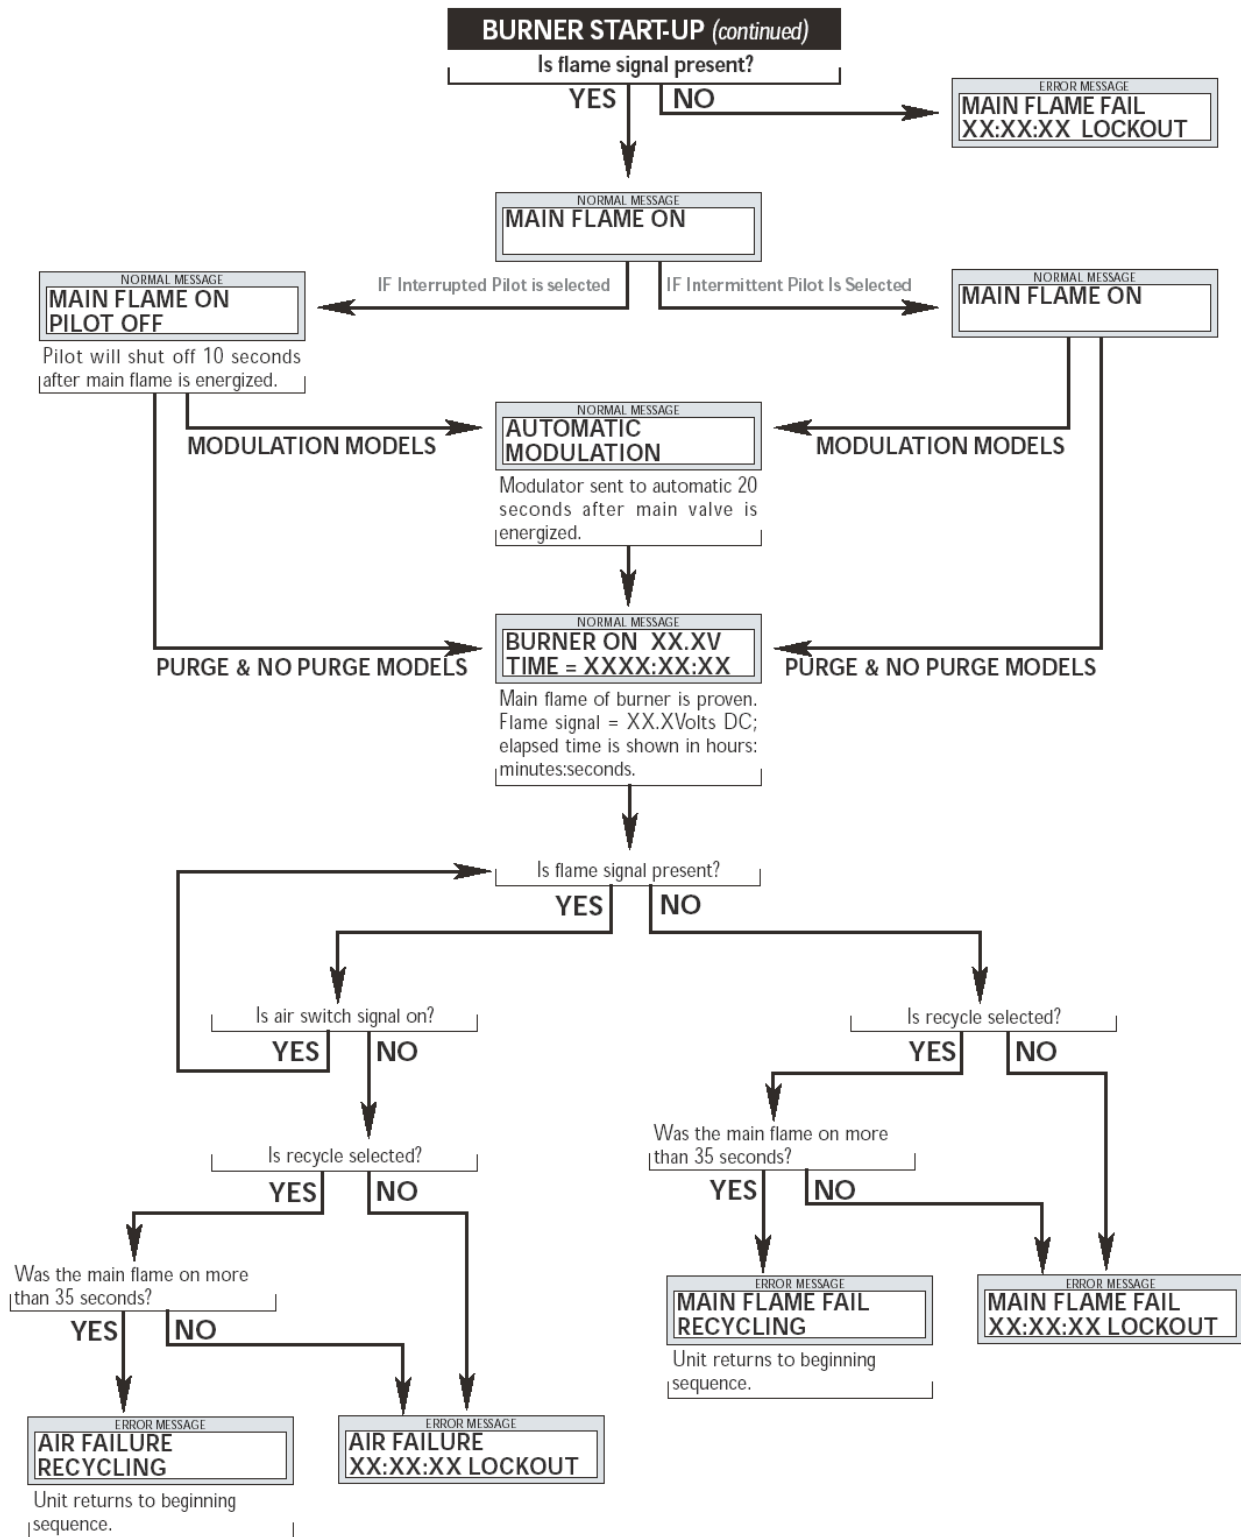 BURNER START-UP (continued)
Is flame signal present?
YES
NO
ERROR MESSAGE
MAIN FLAME FAIL
XX:XX:XX LOCKOUT
NORMAL MESSAGE
MAIN FLAME ON
IF Interrupted Pilot is selected
IF Intermittent Pilot Is Selected
NORMAL MESSAGE
MAIN FLAME ON
PILOT OFF
Pilot will shut off 10 seconds
after main flame is energized.
NORMAL MESSAGE
MAIN FLAME ON
MODULATION MODELS
NORMAL MESSAGE
AUTOMATIC
MODULATION
Modulator sent to automatic 20
seconds after main valve is
energized.
MODULATION MODELS
PURGE & NO PURGE MODELS
NORMAL MESSAGE
BURNER ON XX.XV
TIME = XXXX:XX:XX
Main flame of burner is proven.
Flame signal = XX.XVolts DC;
elapsed time is shown in hours:
minutes:seconds.
PURGE & NO PURGE MODELS
Is flame signal present?
YES
NO
Is air switch signal on?
YES
NO
Is recycle selected?
YES
NO
Was the main flame on more
than 35 seconds?
YES
NO
ERROR MESSAGE
AIR FAILURE
RECYCLING
Unit returns to beginning
sequence.
ERROR MESSAGE
AIR FAILURE
XX:XX:XX LOCKOUT
Is recycle selected?
YES
NO
Was the main flame on more
than 35 seconds?
YES
NO
ERROR MESSAGE
MAIN FLAME FAIL
RECYCLING
Unit returns to beginning
sequence.
ERROR MESSAGE
MAIN FLAME FAIL
XX:XX:XX LOCKOUT